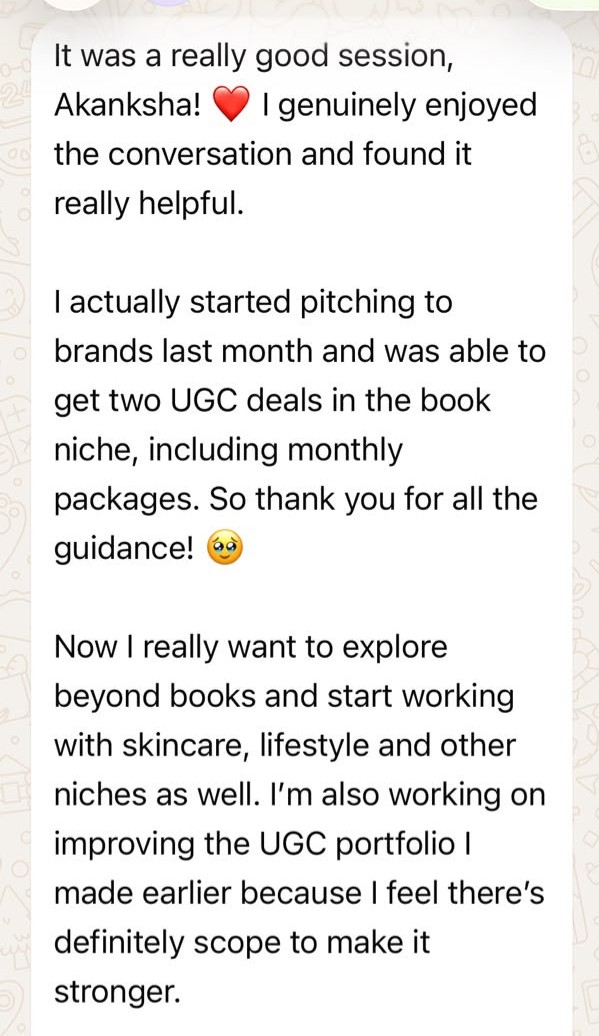 It was a really good session,
Akanksha! ❤️ I genuinely enjoyed
the conversation and found it
really helpful.
I actually started pitching to
brands last month and was able to
get two UGC deals in the book
niche, including monthly
packages. So thank you for all the
guidance! 🥹
Now I really want to explore
beyond books and start working
with skincare, lifestyle and other
niches as well. I’m also working on
improving the UGC portfolio I
made earlier because I feel there’s
definitely scope to make it
stronger.